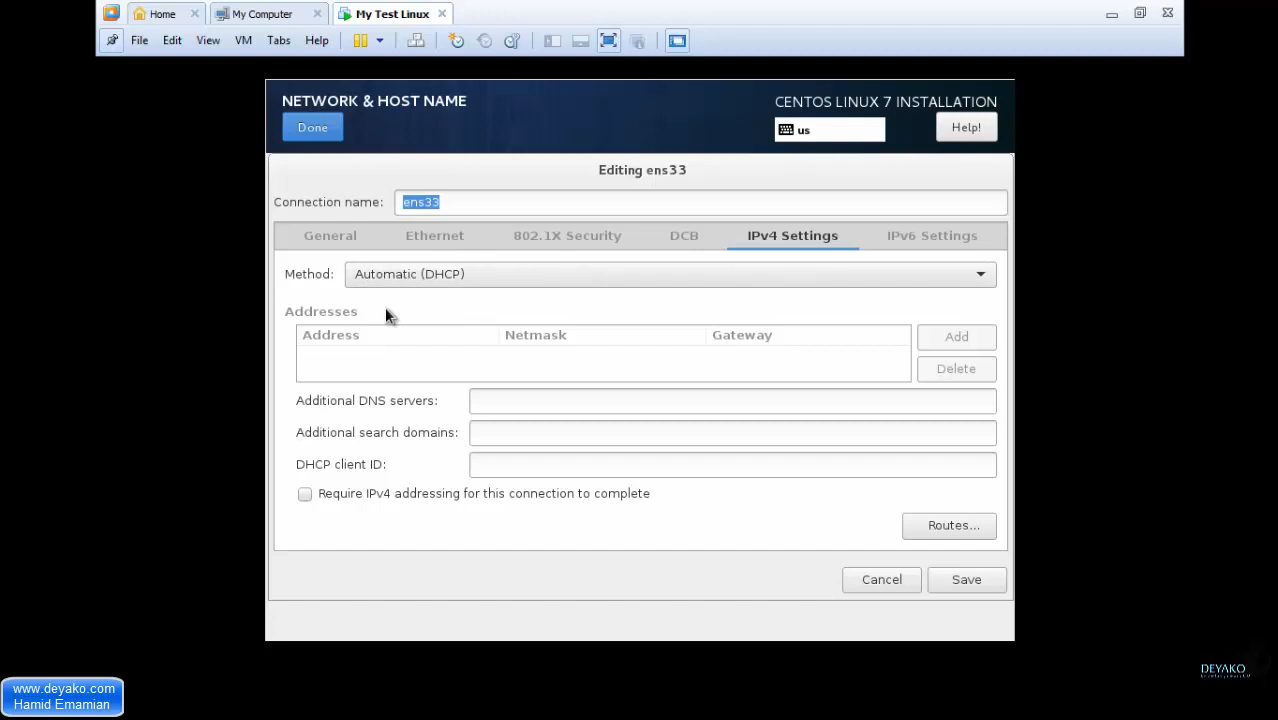 Home
My Computer
My Test Linux
File Edit View VM Tabs Help
NETWORK & HOST NAME
CENTOS LINUX 7 INSTALLATION
Done
us
Help!
Editing ens33
Connection name: ens33
General Ethernet 802.1X Security DCB IPv4 Settings IPv6 Settings
Method: Automatic (DHCP)
Addresses
Address Netmask Gateway
Add
Delete
Additional DNS servers:
Additional search domains:
DHCP client ID:
Require IPv4 addressing for this connection to complete
Routes...
Cancel Save
DEYAKO
www.deyako.com
Hamid Emamian